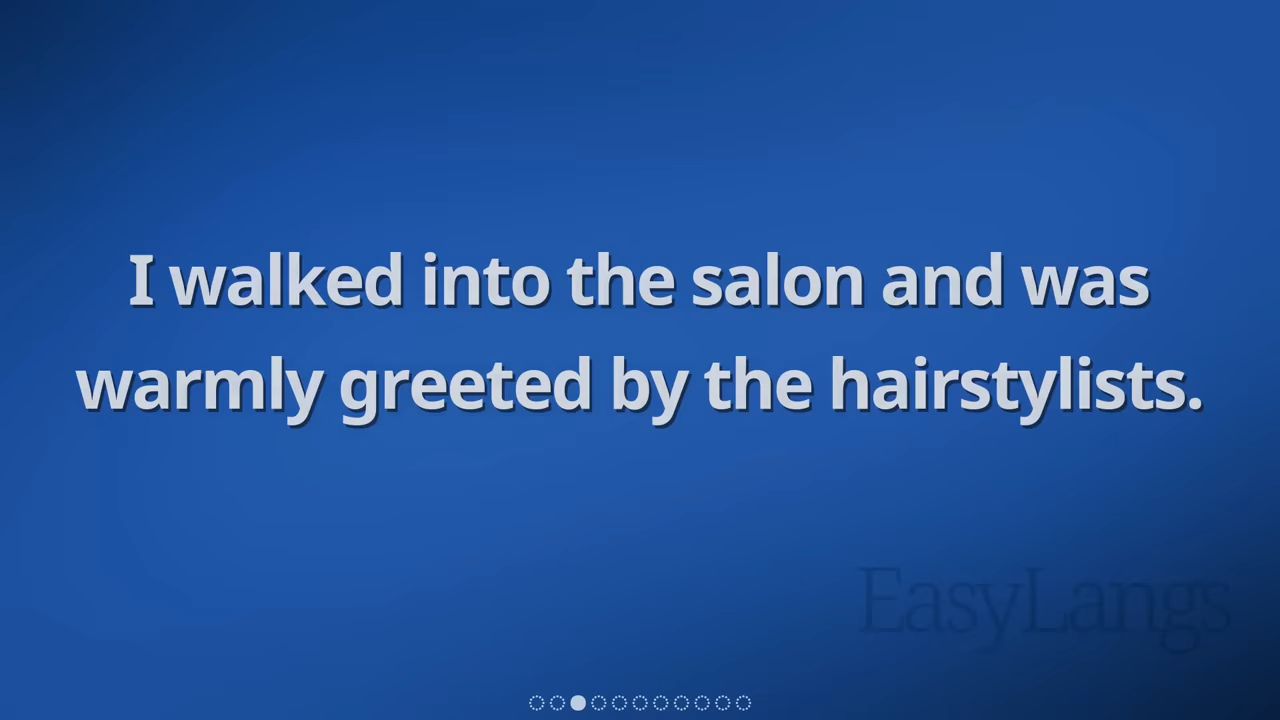 I walked into the salon and was
warmly greeted by the hairstylists.
EasyLangs